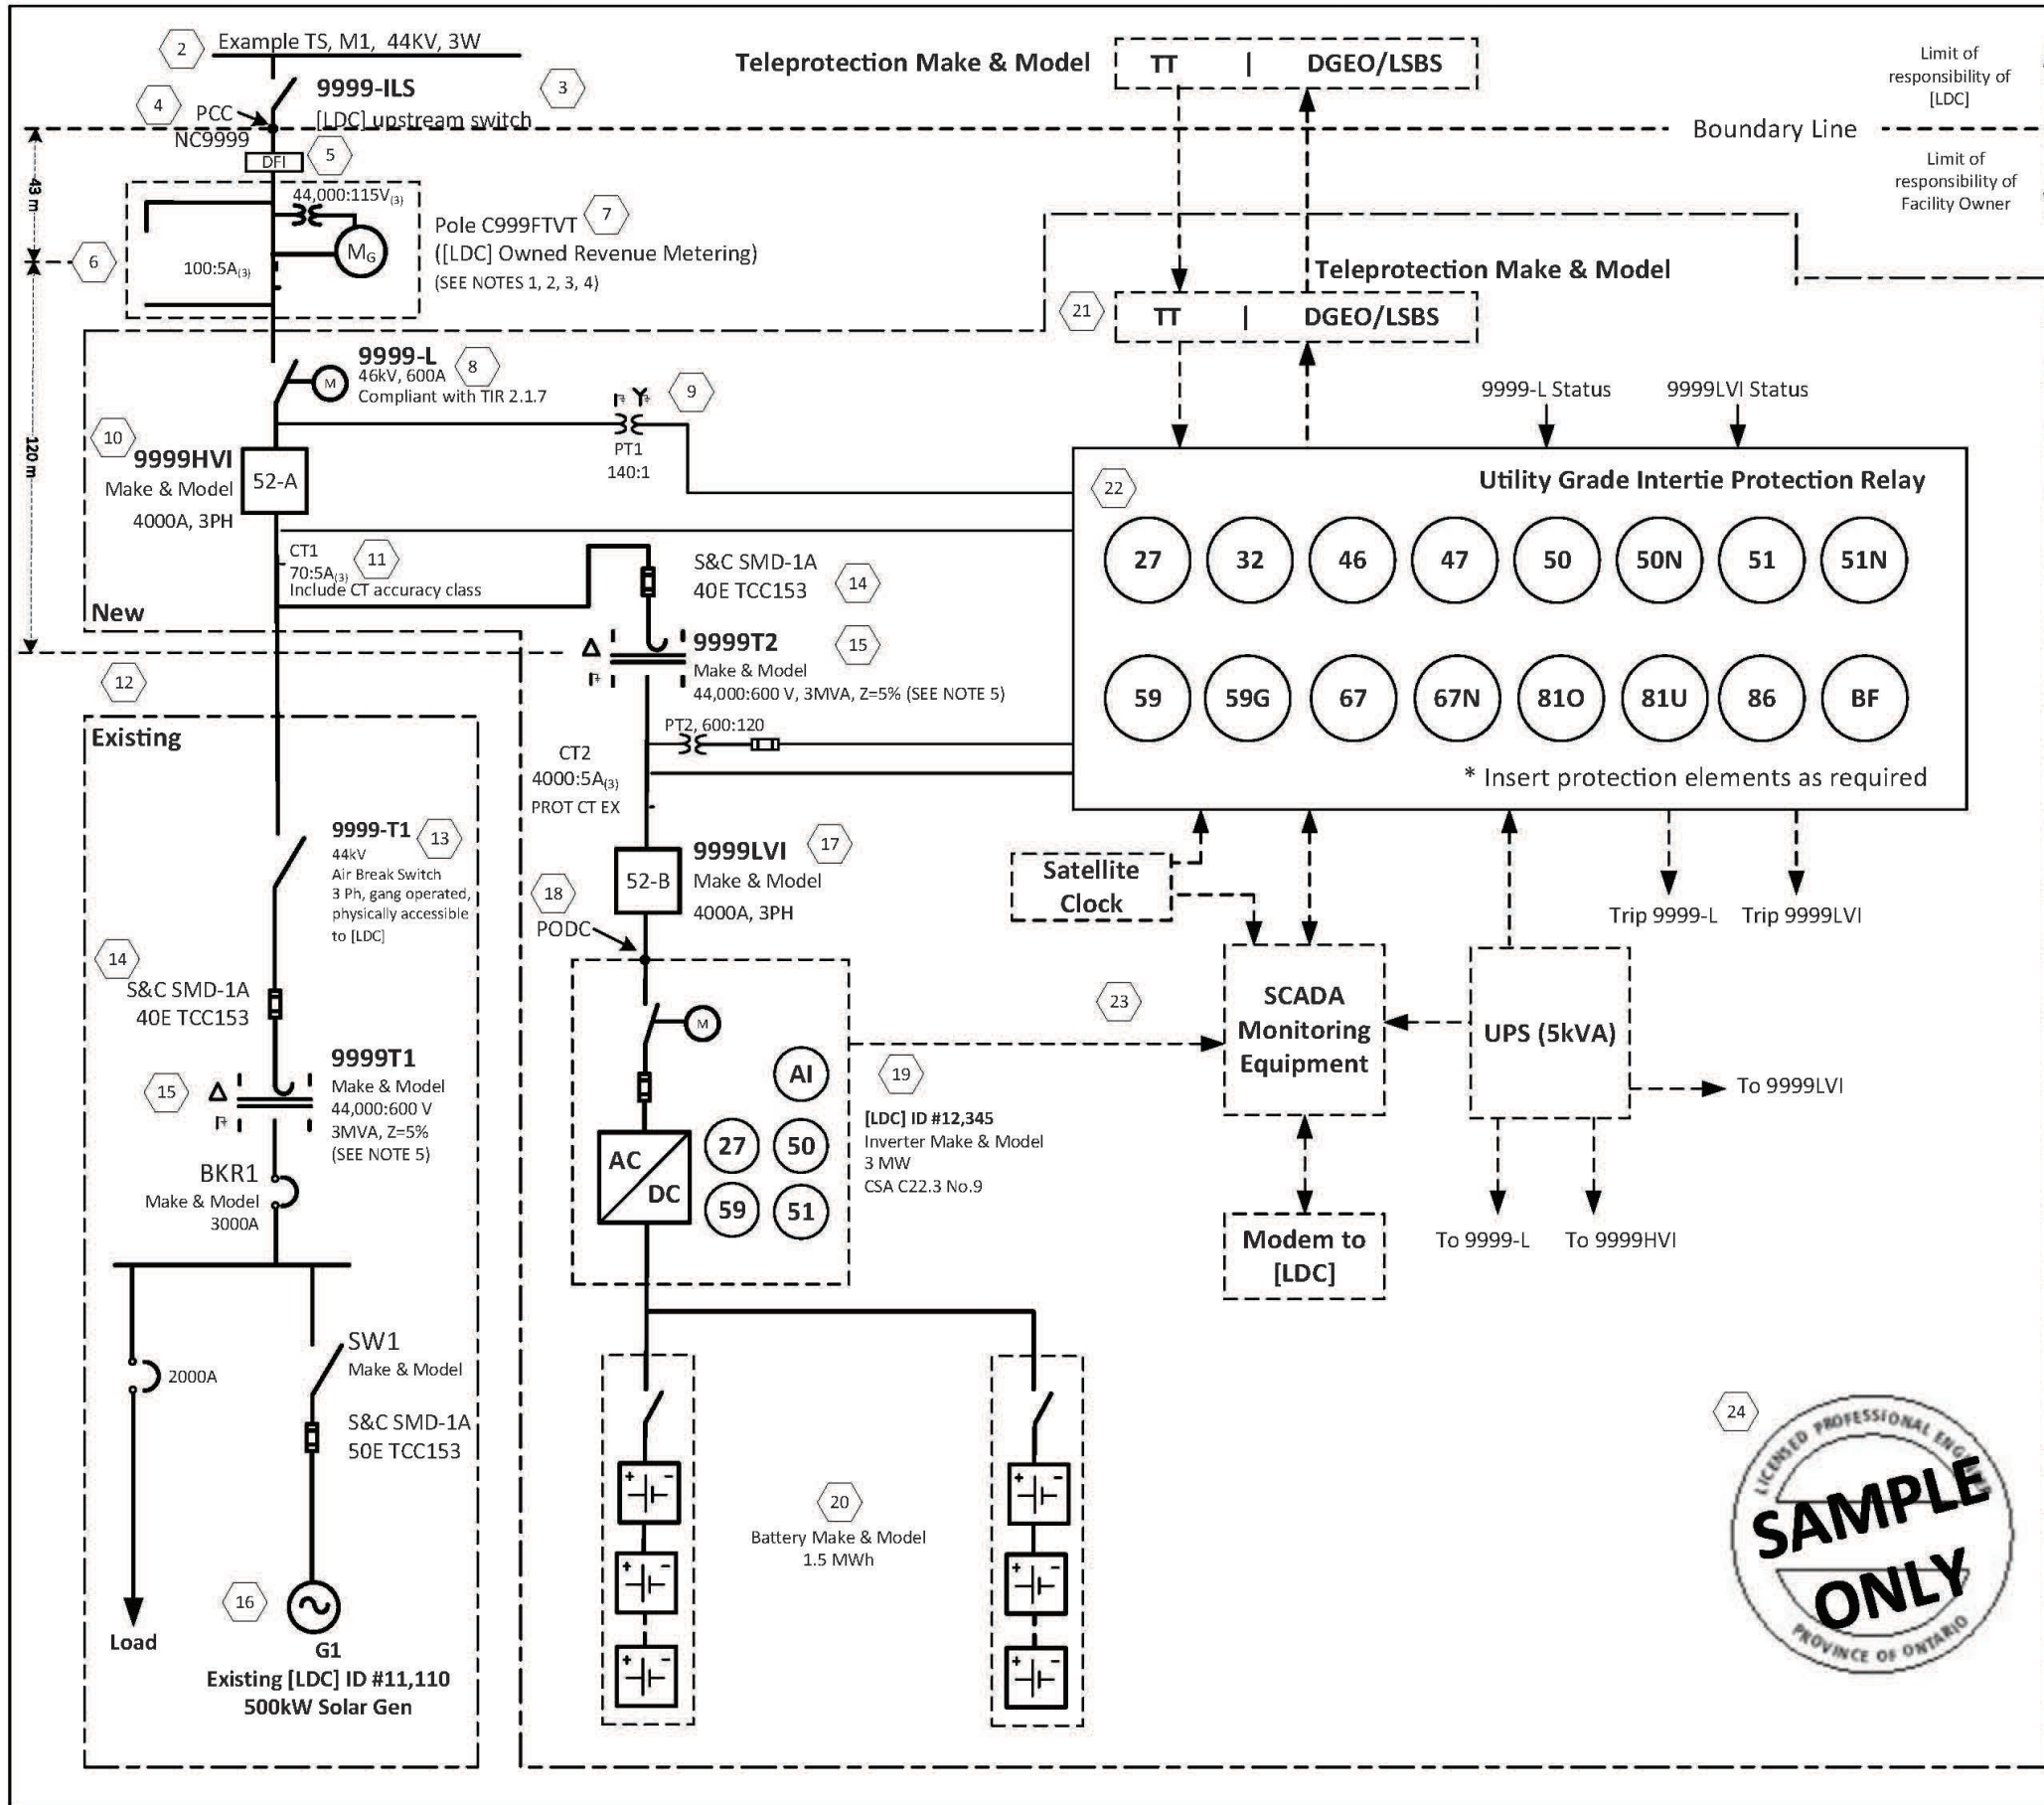 2
Example TS, M1, 44KV, 3W
9999-ILS
3
[LDC] upstream switch
4
PCC
NC9999
DFI
5
43 m
120 m
6
44,000:115V(3)
MG
100:5A(3)
Pole C999FTVT
7
([LDC] Owned Revenue Metering)
(SEE NOTES 1, 2, 3, 4)
Teleprotection Make & Model
TT | DGEO/LSBS
Limit of
responsibility of
[LDC]
Boundary Line
Limit of
responsibility of
Facility Owner
Teleprotection Make & Model
21
TT | DGEO/LSBS
9999-L
46kV, 600A
8
Compliant with TIR 2.1.7
M
9
PT1
140:1
10
9999HVI
Make & Model
4000A, 3PH
52-A
CT1
70:5A(3)
11
Include CT accuracy class
New
9999-L Status
9999LVI Status
22
Utility Grade Intertie Protection Relay
27
32
46
47
50
50N
51
51N
59
59G
67
67N
81O
81U
86
BF
* Insert protection elements as required
S&C SMD-1A
40E TCC153
14
9999T2
15
Make & Model
44,000:600 V, 3MVA, Z=5% (SEE NOTE 5)
Δ
PT2, 600:120
CT2
4000:5A(3)
PROT CT EX
9999LVI
17
Make & Model
4000A, 3PH
52-B
18
PODC
M
AI
AC
DC
27
50
59
51
19
[LDC] ID #12,345
Inverter Make & Model
3 MW
CSA C22.3 No.9
12
Existing
9999-T1
13
44kV
Air Break Switch
3 Ph, gang operated,
physically accessible
to [LDC]
14
S&C SMD-1A
40E TCC153
9999T1
15
Δ
Make & Model
44,000:600 V
3MVA, Z=5%
(SEE NOTE 5)
BKR1
Make & Model
3000A
2000A
SW1
Make & Model
S&C SMD-1A
50E TCC153
16
Load
G1
Existing [LDC] ID #11,110
500kW Solar Gen
20
Battery Make & Model
1.5 MWh
Satellite
Clock
Trip 9999-L
Trip 9999LVI
23
SCADA
Monitoring
Equipment
UPS (5kVA)
To 9999LVI
To 9999-L
To 9999HVI
Modem to
[LDC]
24
LICENSED PROFESSIONAL ENGINEER
SAMPLE
ONLY
PROVINCE OF ONTARIO